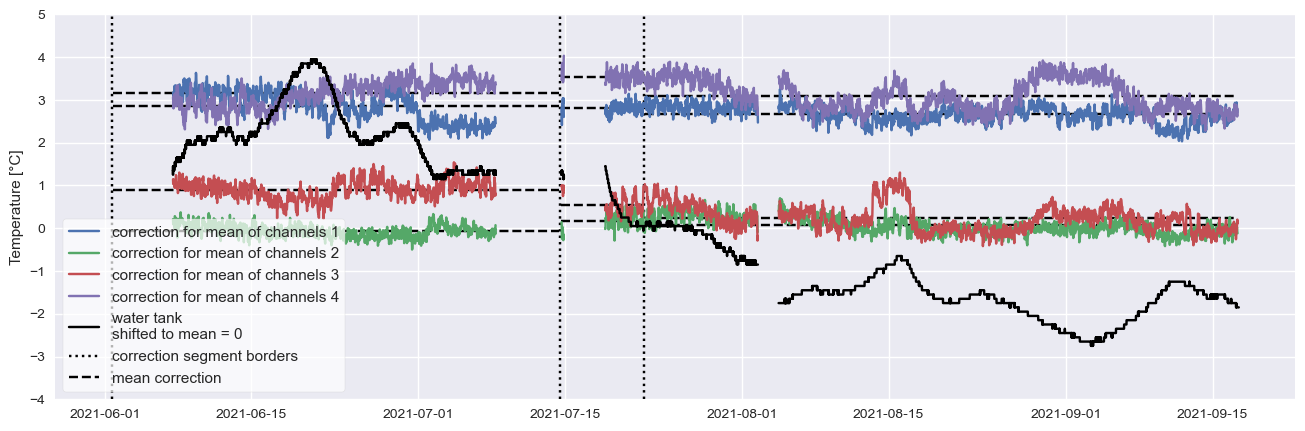 5
4
3
2
1
0
−1
−2
−3
−4
Temperature [°C]
correction for mean of channels 1
correction for mean of channels 2
correction for mean of channels 3
correction for mean of channels 4
water tank
shifted to mean = 0
correction segment borders
mean correction
2021-06-01 2021-06-15 2021-07-01 2021-07-15 2021-08-01 2021-08-15 2021-09-01 2021-09-15